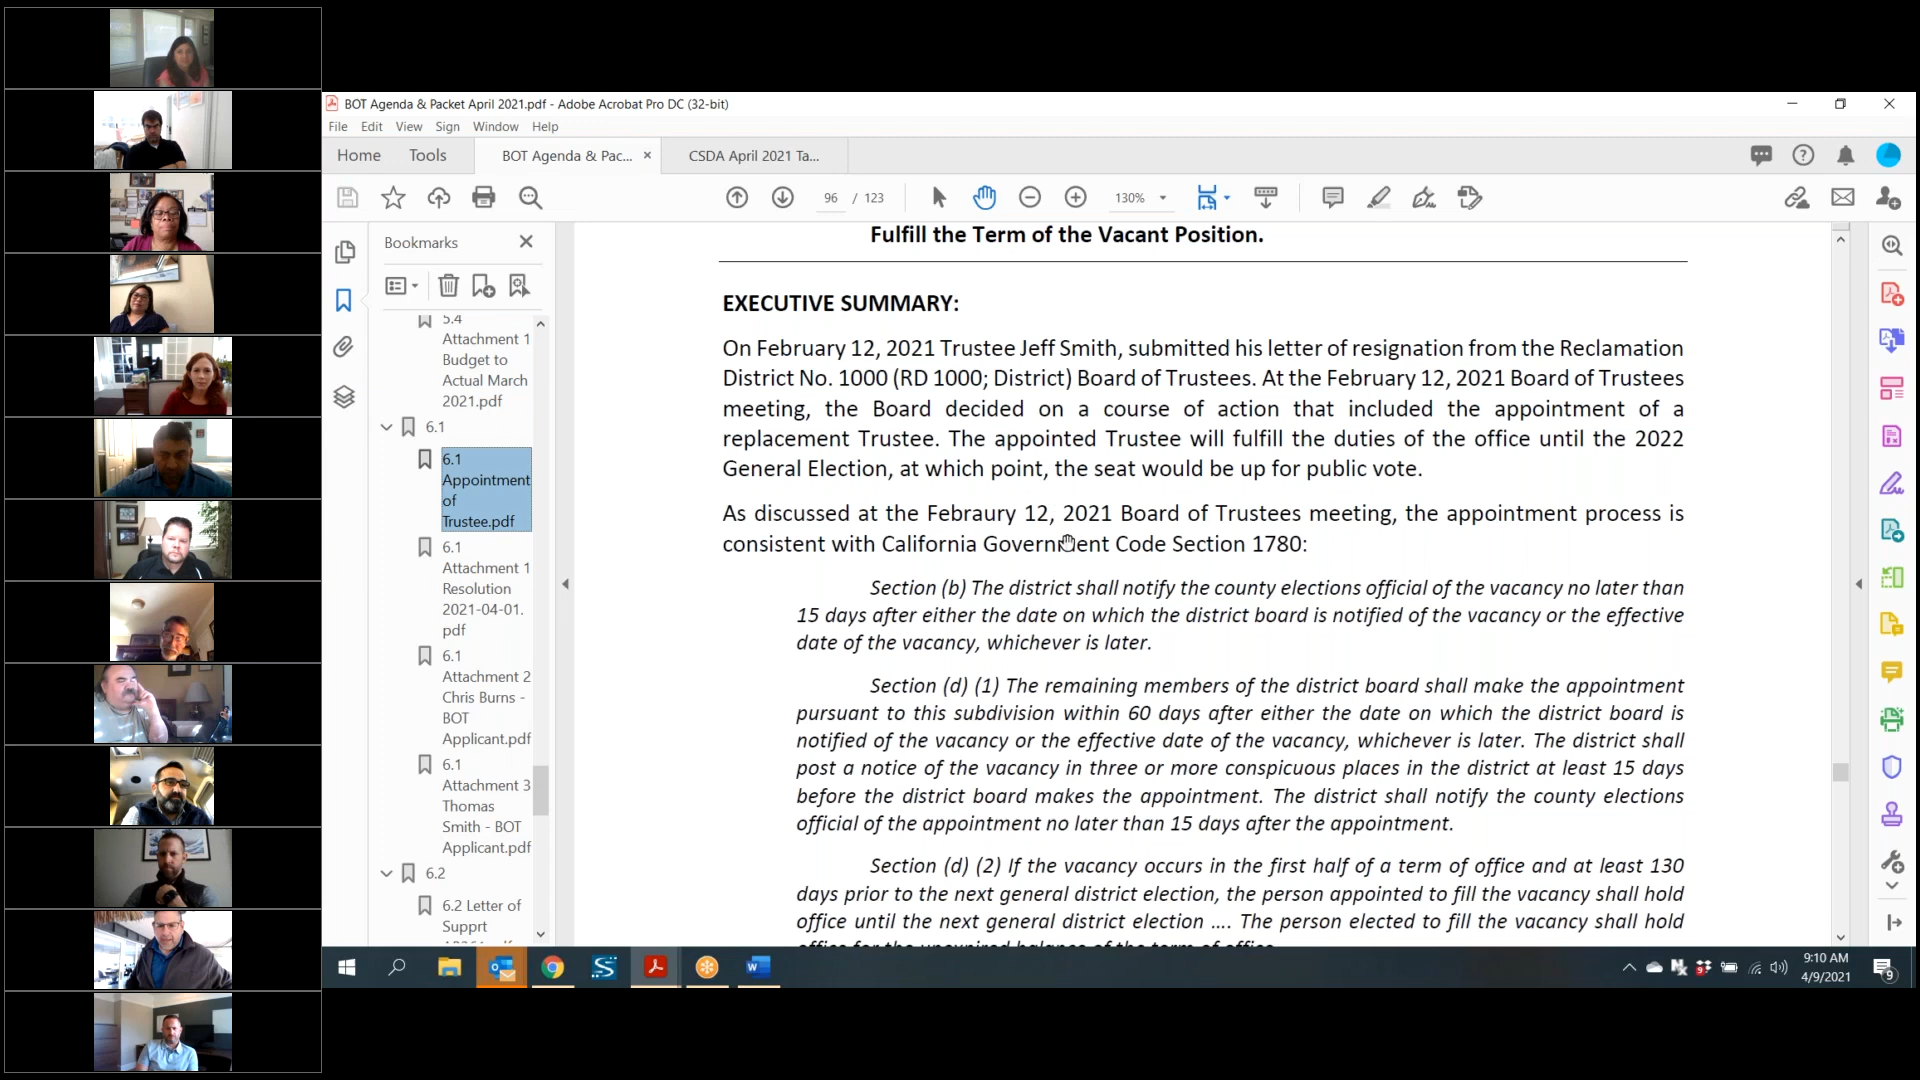 BOT Agenda & Packet April 2021.pdf - Adobe Acrobat Pro DC (32-bit)
File Edit View Sign Window Help
Home Tools BOT Agenda & Pac... × CSDA April 2021 Ta...
96 / 123 130%
Bookmarks
5.4
Attachment 1
Budget to
Actual March
2021.pdf
6.1
6.1
Appointment
of
Trustee.pdf
6.1
Attachment 1
Resolution
2021-04-01.
pdf
6.1
Attachment 2
Chris Burns -
BOT
Applicant.pdf
6.1
Attachment 3
Thomas
Smith - BOT
Applicant.pdf
6.2
6.2 Letter of
Supprt
Fulfill the Term of the Vacant Position.
EXECUTIVE SUMMARY:
On February 12, 2021 Trustee Jeff Smith, submitted his letter of resignation from the Reclamation
District No. 1000 (RD 1000; District) Board of Trustees. At the February 12, 2021 Board of Trustees
meeting, the Board decided on a course of action that included the appointment of a
replacement Trustee. The appointed Trustee will fulfill the duties of the office until the 2022
General Election, at which point, the seat would be up for public vote.
As discussed at the Febraury 12, 2021 Board of Trustees meeting, the appointment process is
consistent with California Government Code Section 1780:
Section (b) The district shall notify the county elections official of the vacancy no later than
15 days after either the date on which the district board is notified of the vacancy or the effective
date of the vacancy, whichever is later.
Section (d) (1) The remaining members of the district board shall make the appointment
pursuant to this subdivision within 60 days after either the date on which the district board is
notified of the vacancy or the effective date of the vacancy, whichever is later. The district shall
post a notice of the vacancy in three or more conspicuous places in the district at least 15 days
before the district board makes the appointment. The district shall notify the county elections
official of the appointment no later than 15 days after the appointment.
Section (d) (2) If the vacancy occurs in the first half of a term of office and at least 130
days prior to the next general district election, the person appointed to fill the vacancy shall hold
office until the next general district election .... The person elected to fill the vacancy shall hold
office for the unexpired balance of the term of office.
9:10 AM
4/9/2021
9